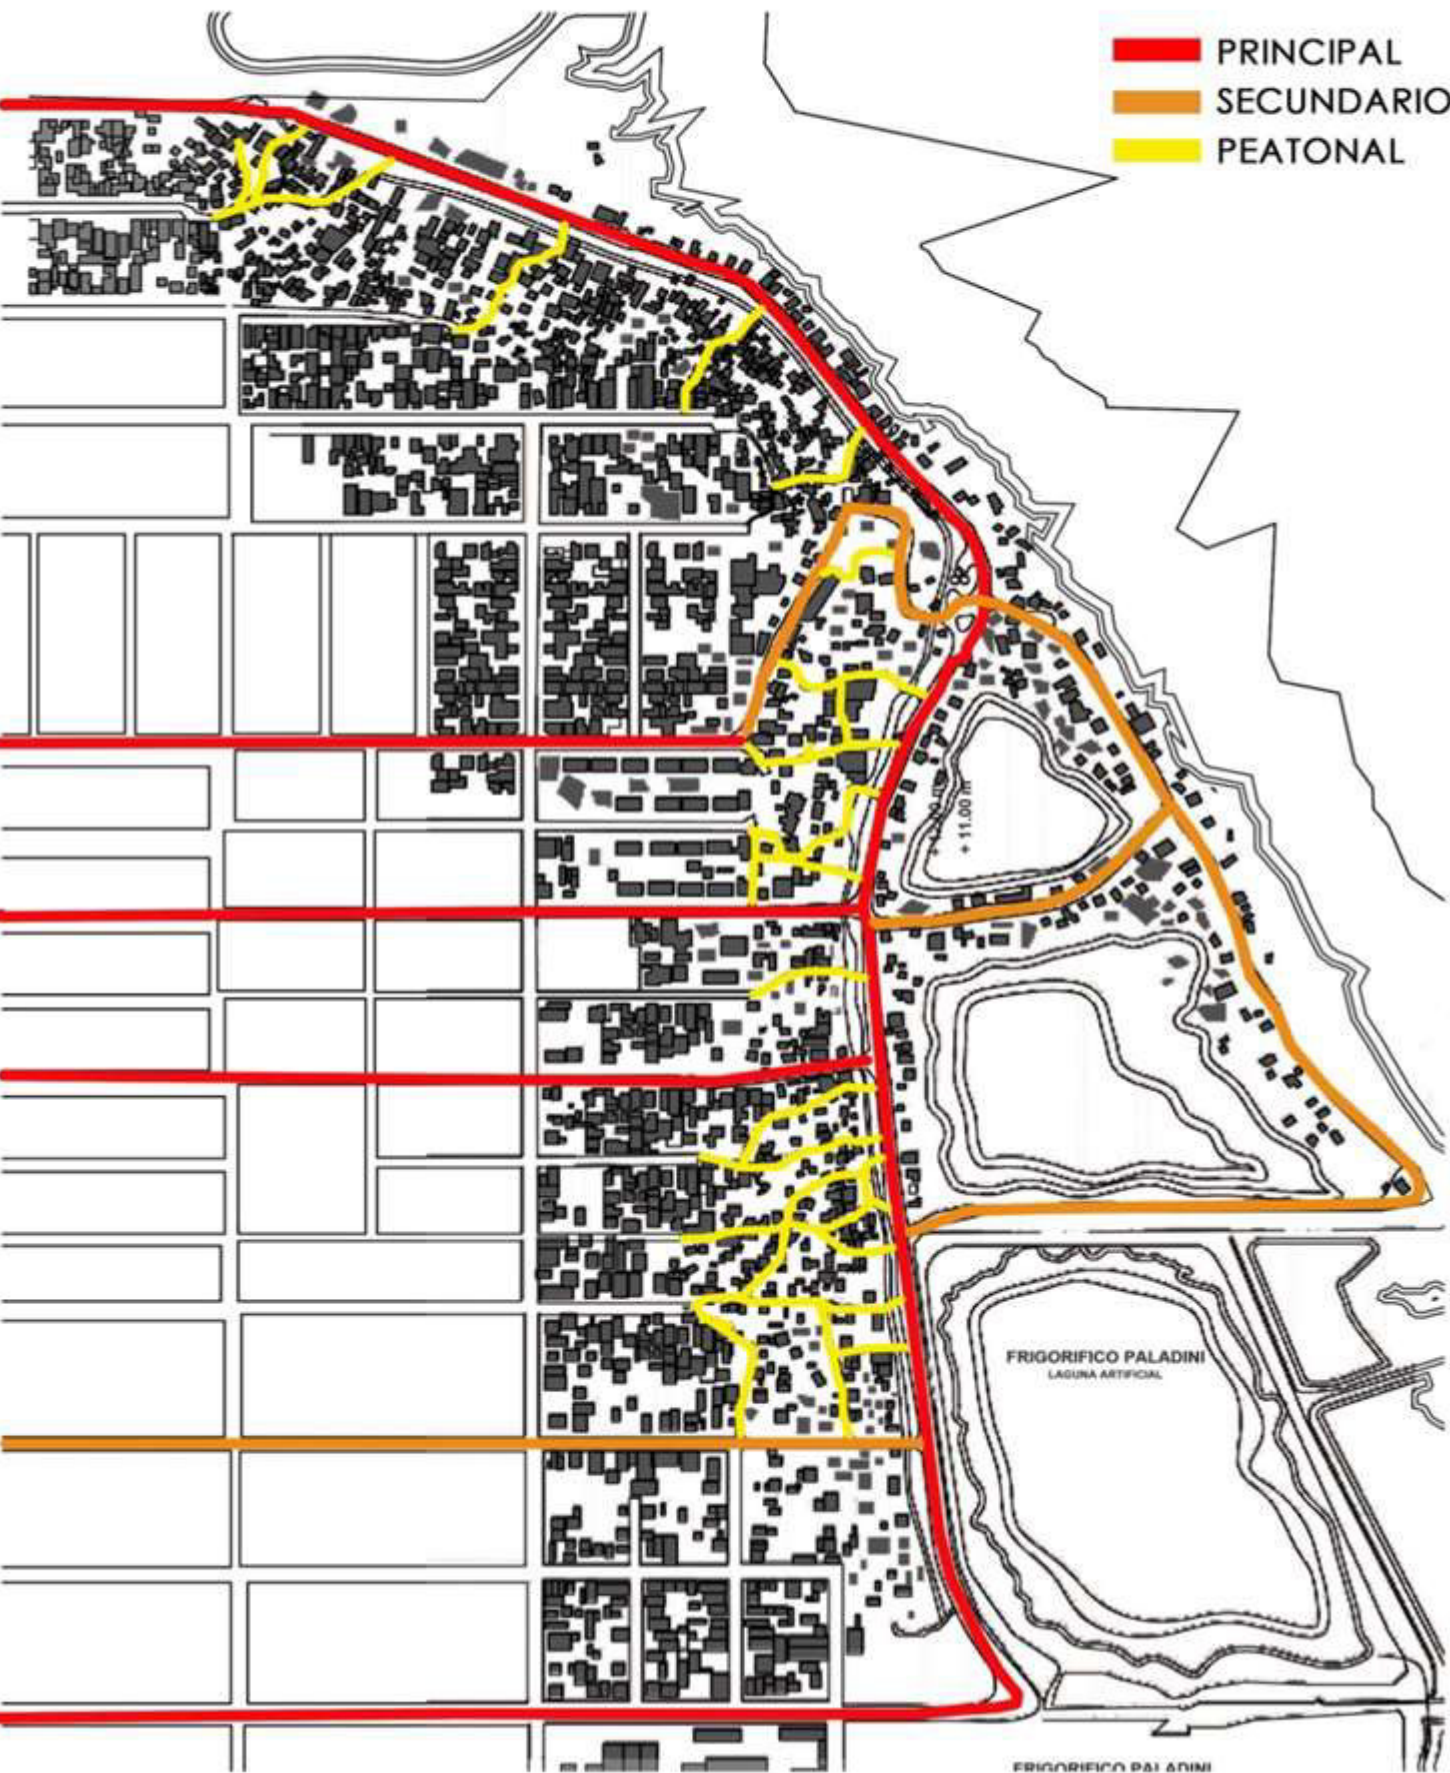 PRINCIPAL
SECUNDARIO
PEATONAL
+ 11.00 m
FRIGORIFICO PALADINI
LAGUNA ARTIFICIAL
FRIGORIFICO PALADINI